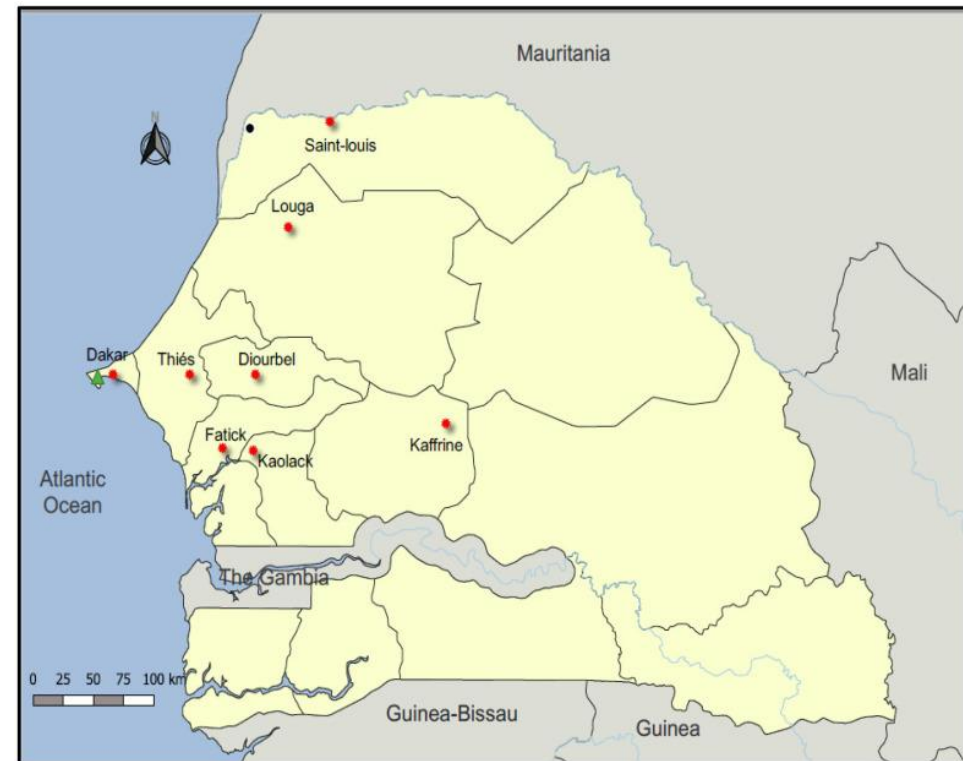 Mauritania
N
Saint-louis
Louga
Dakar
Thiés
Diourbel
Mali
Fatick
Kaffrine
Kaolack
Atlantic
Ocean
The Gambia
0 25 50 75 100 km
Guinea-Bissau
Guinea